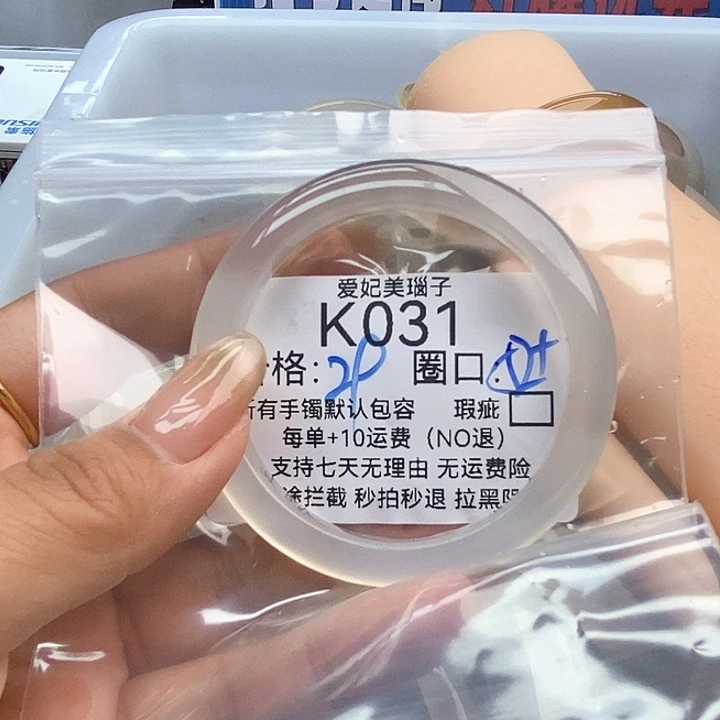 爱妃美瑙子
K031
格: 圈口:
有手镯默认包容 瑕疵
每单+10运费（NO退）
支持七天无理由 无运费险
拦截 秒拍秒退 拉黑